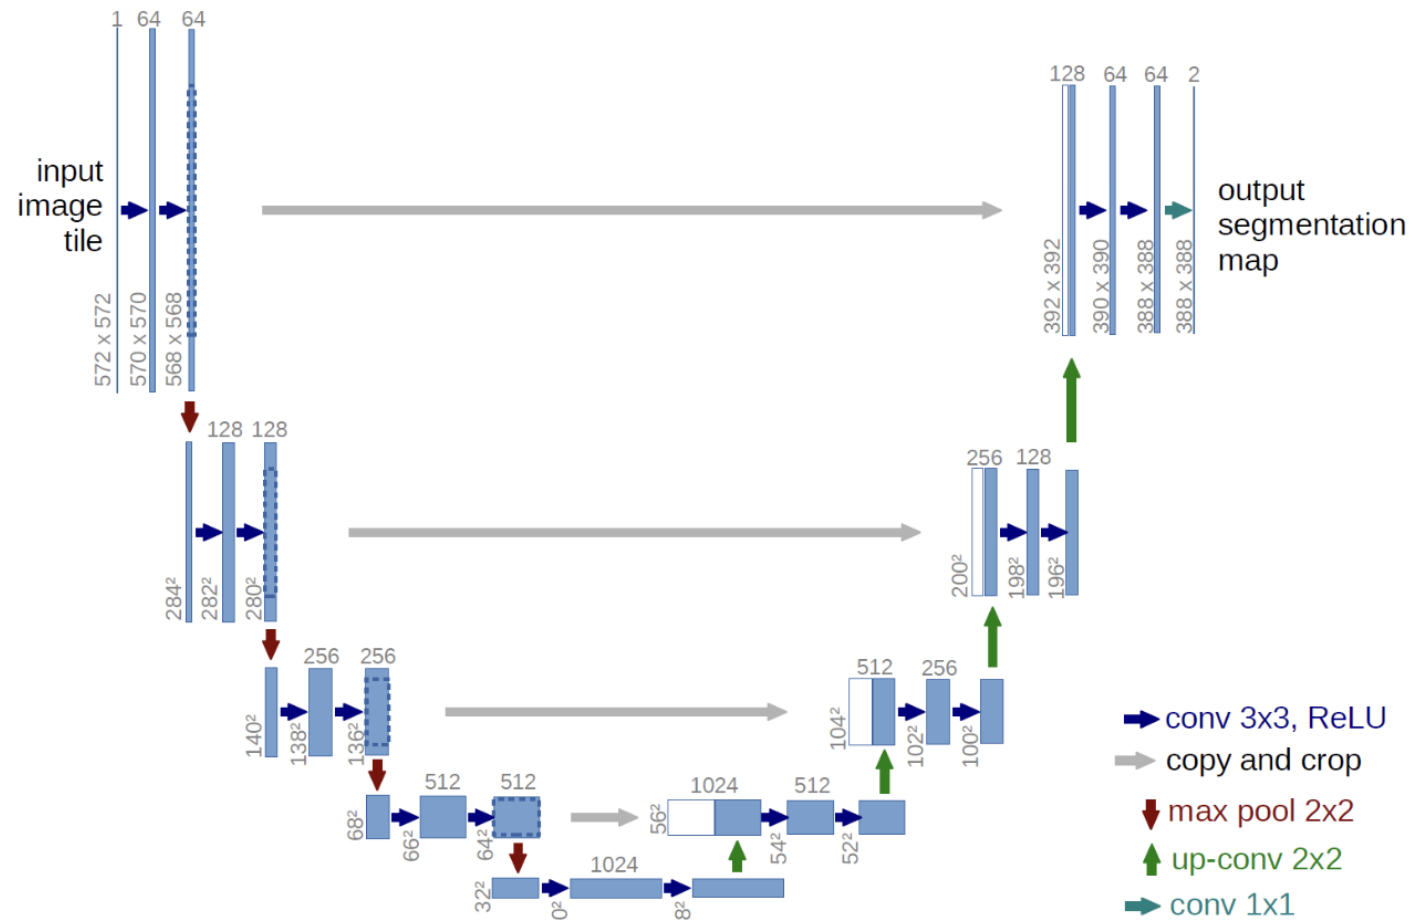 1 64 64
128
64
64
2
input
image
tile
output
segmentation
map
572 x 572
570 x 570
568 x 568
392 x 392
390 x 390
388 x 388
388 x 388
128 128
256 128
284²
282²
280²
200²
198²
196²
256 256
512 256
140²
138²
136²
104²
102²
100²
512 512
1024 512
68²
66²
64²
56²
54²
52²
1024
32²
0²
8²
conv 3x3, ReLU
copy and crop
max pool 2x2
up-conv 2x2
conv 1x1